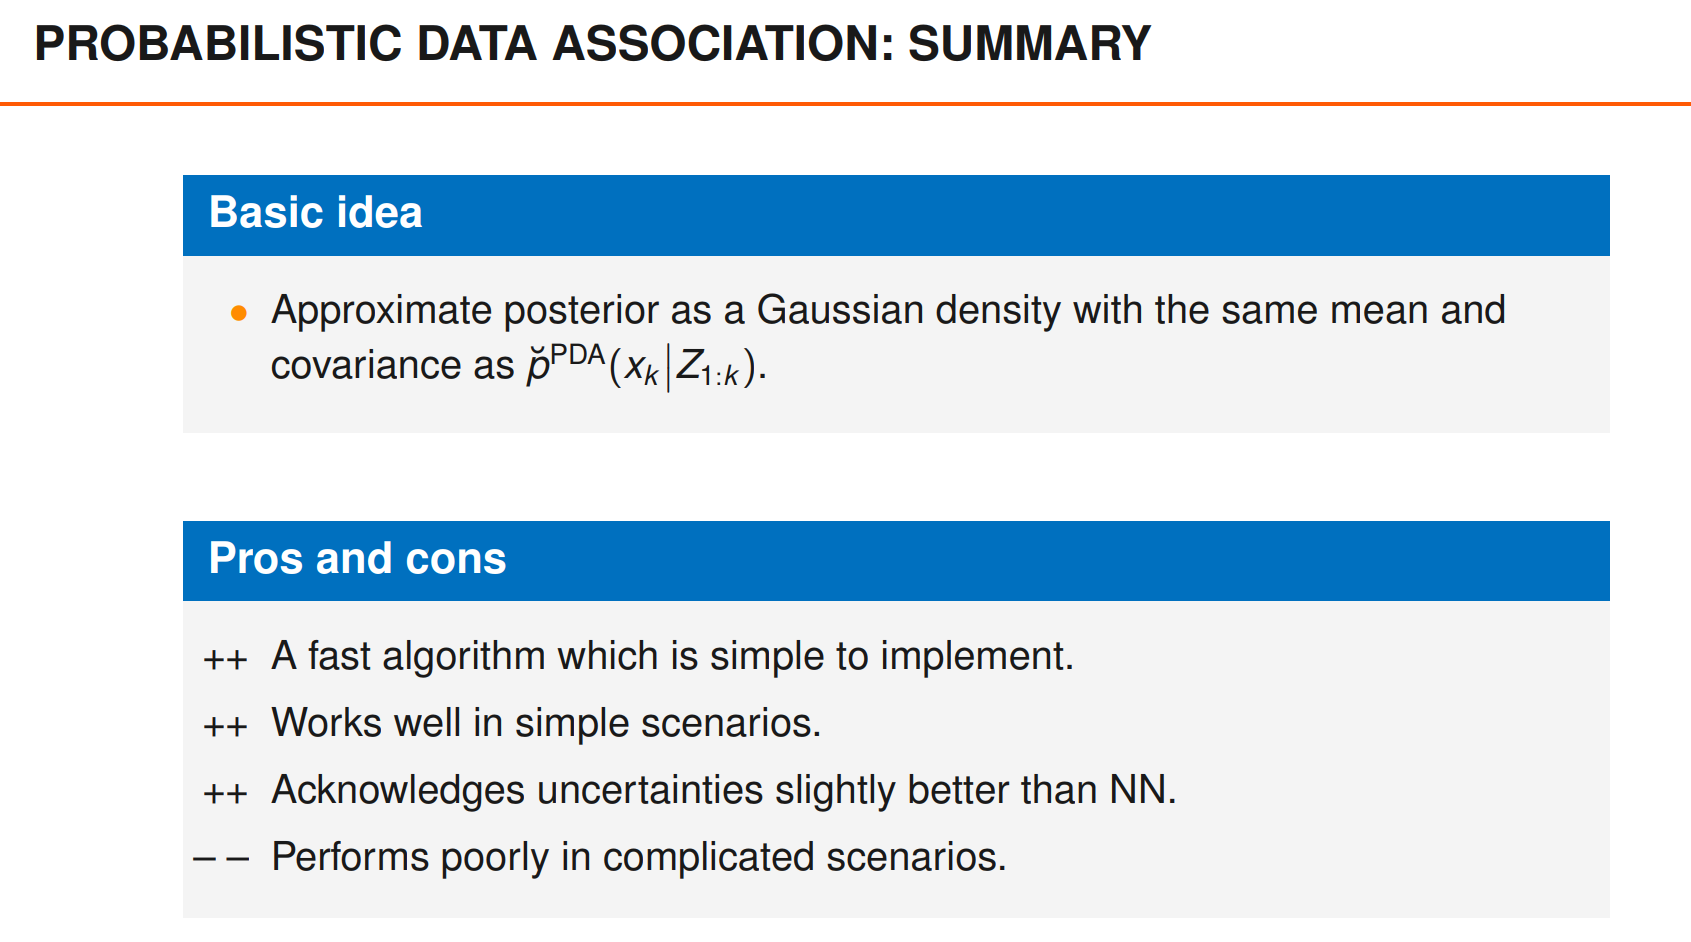 PROBABILISTIC DATA ASSOCIATION: SUMMARY
Basic idea
• Approximate posterior as a Gaussian density with the same mean and
covariance as p̆^PDA(x_k|Z_{1:k}).
Pros and cons
++ A fast algorithm which is simple to implement.
++ Works well in simple scenarios.
++ Acknowledges uncertainties slightly better than NN.
−− Performs poorly in complicated scenarios.